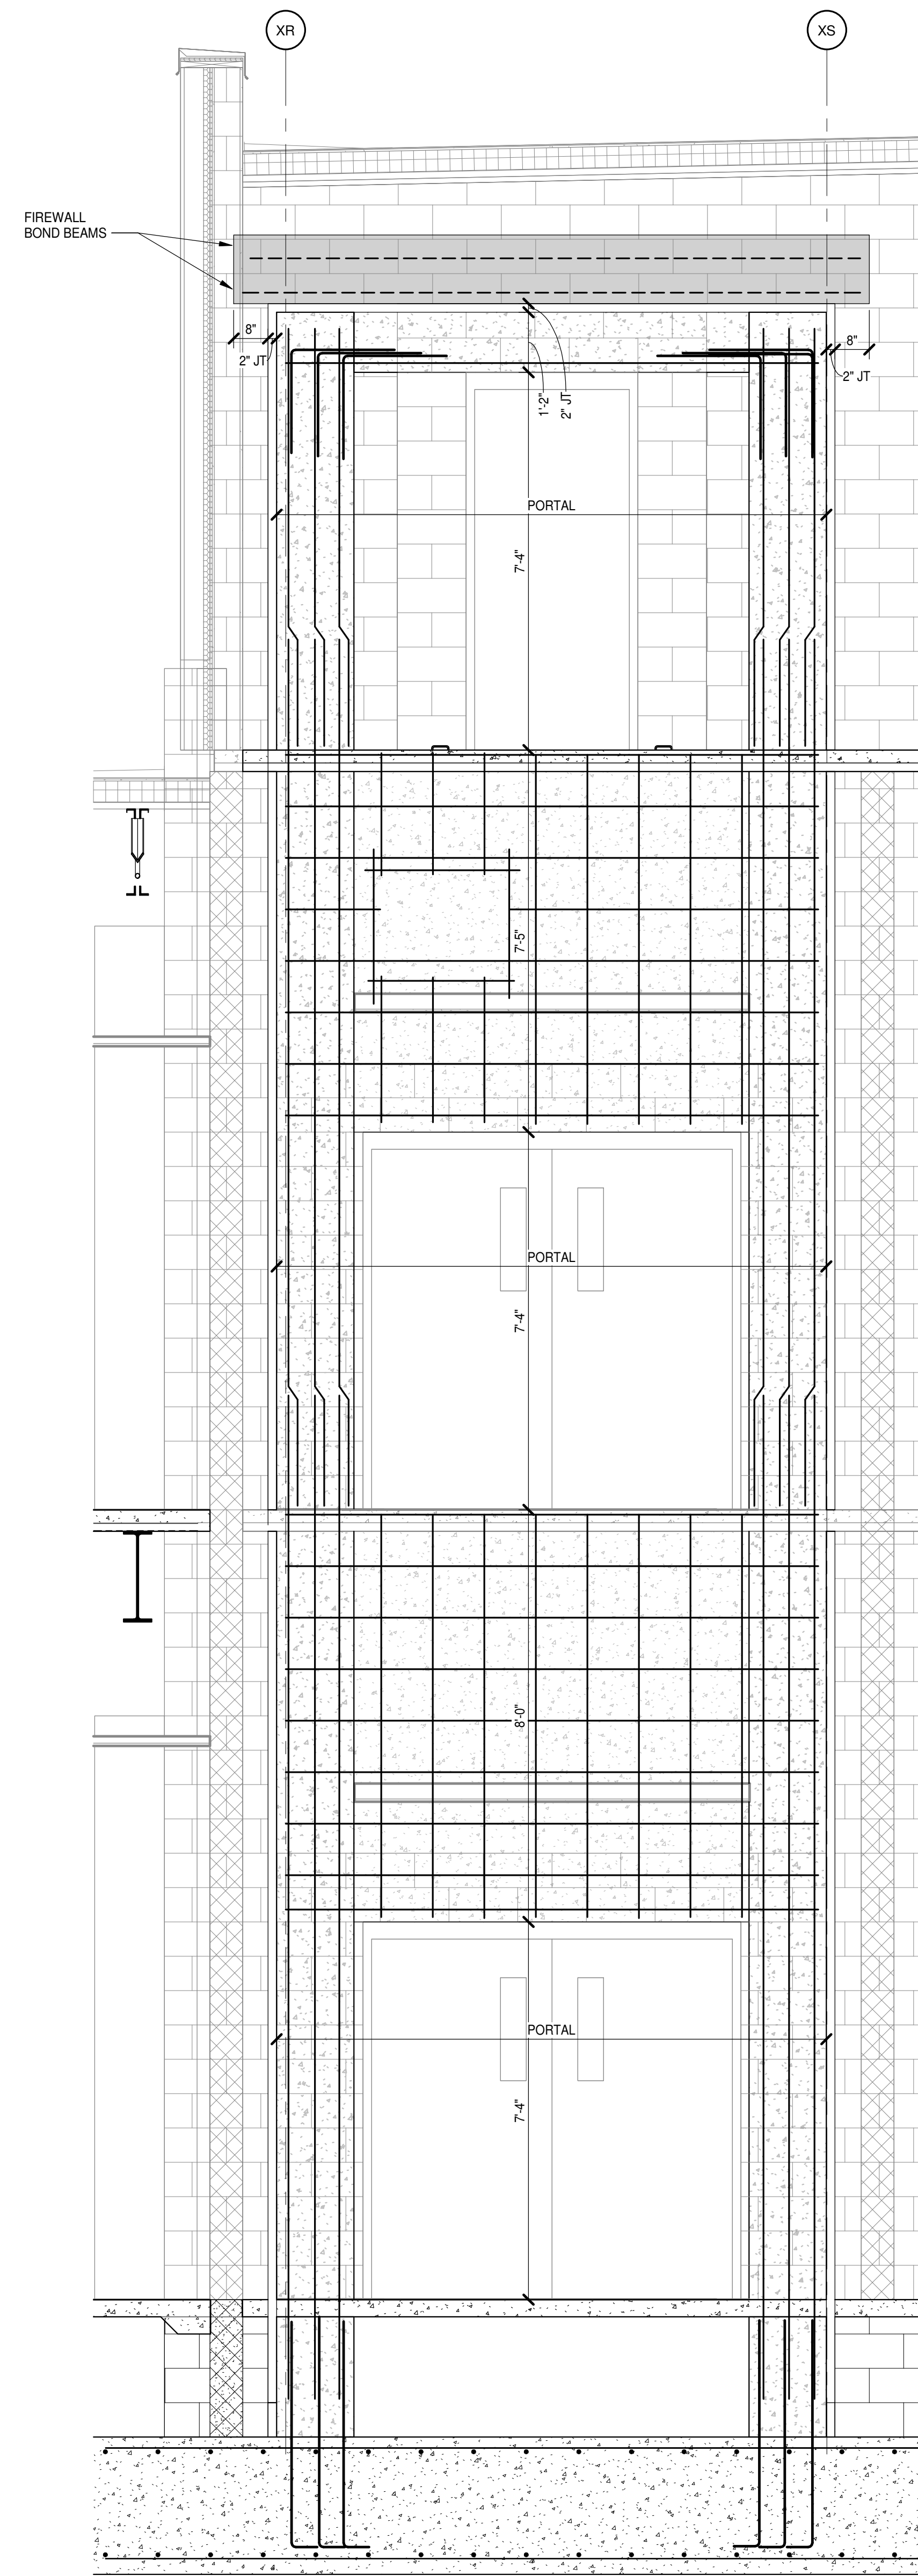 XR
XS
FIREWALL
BOND BEAMS
8"
2" JT
8"
2" JT
1'-2"
2" JT
PORTAL
7'-4"
7'-5"
PORTAL
7'-4"
8'-0"
PORTAL
7'-4"